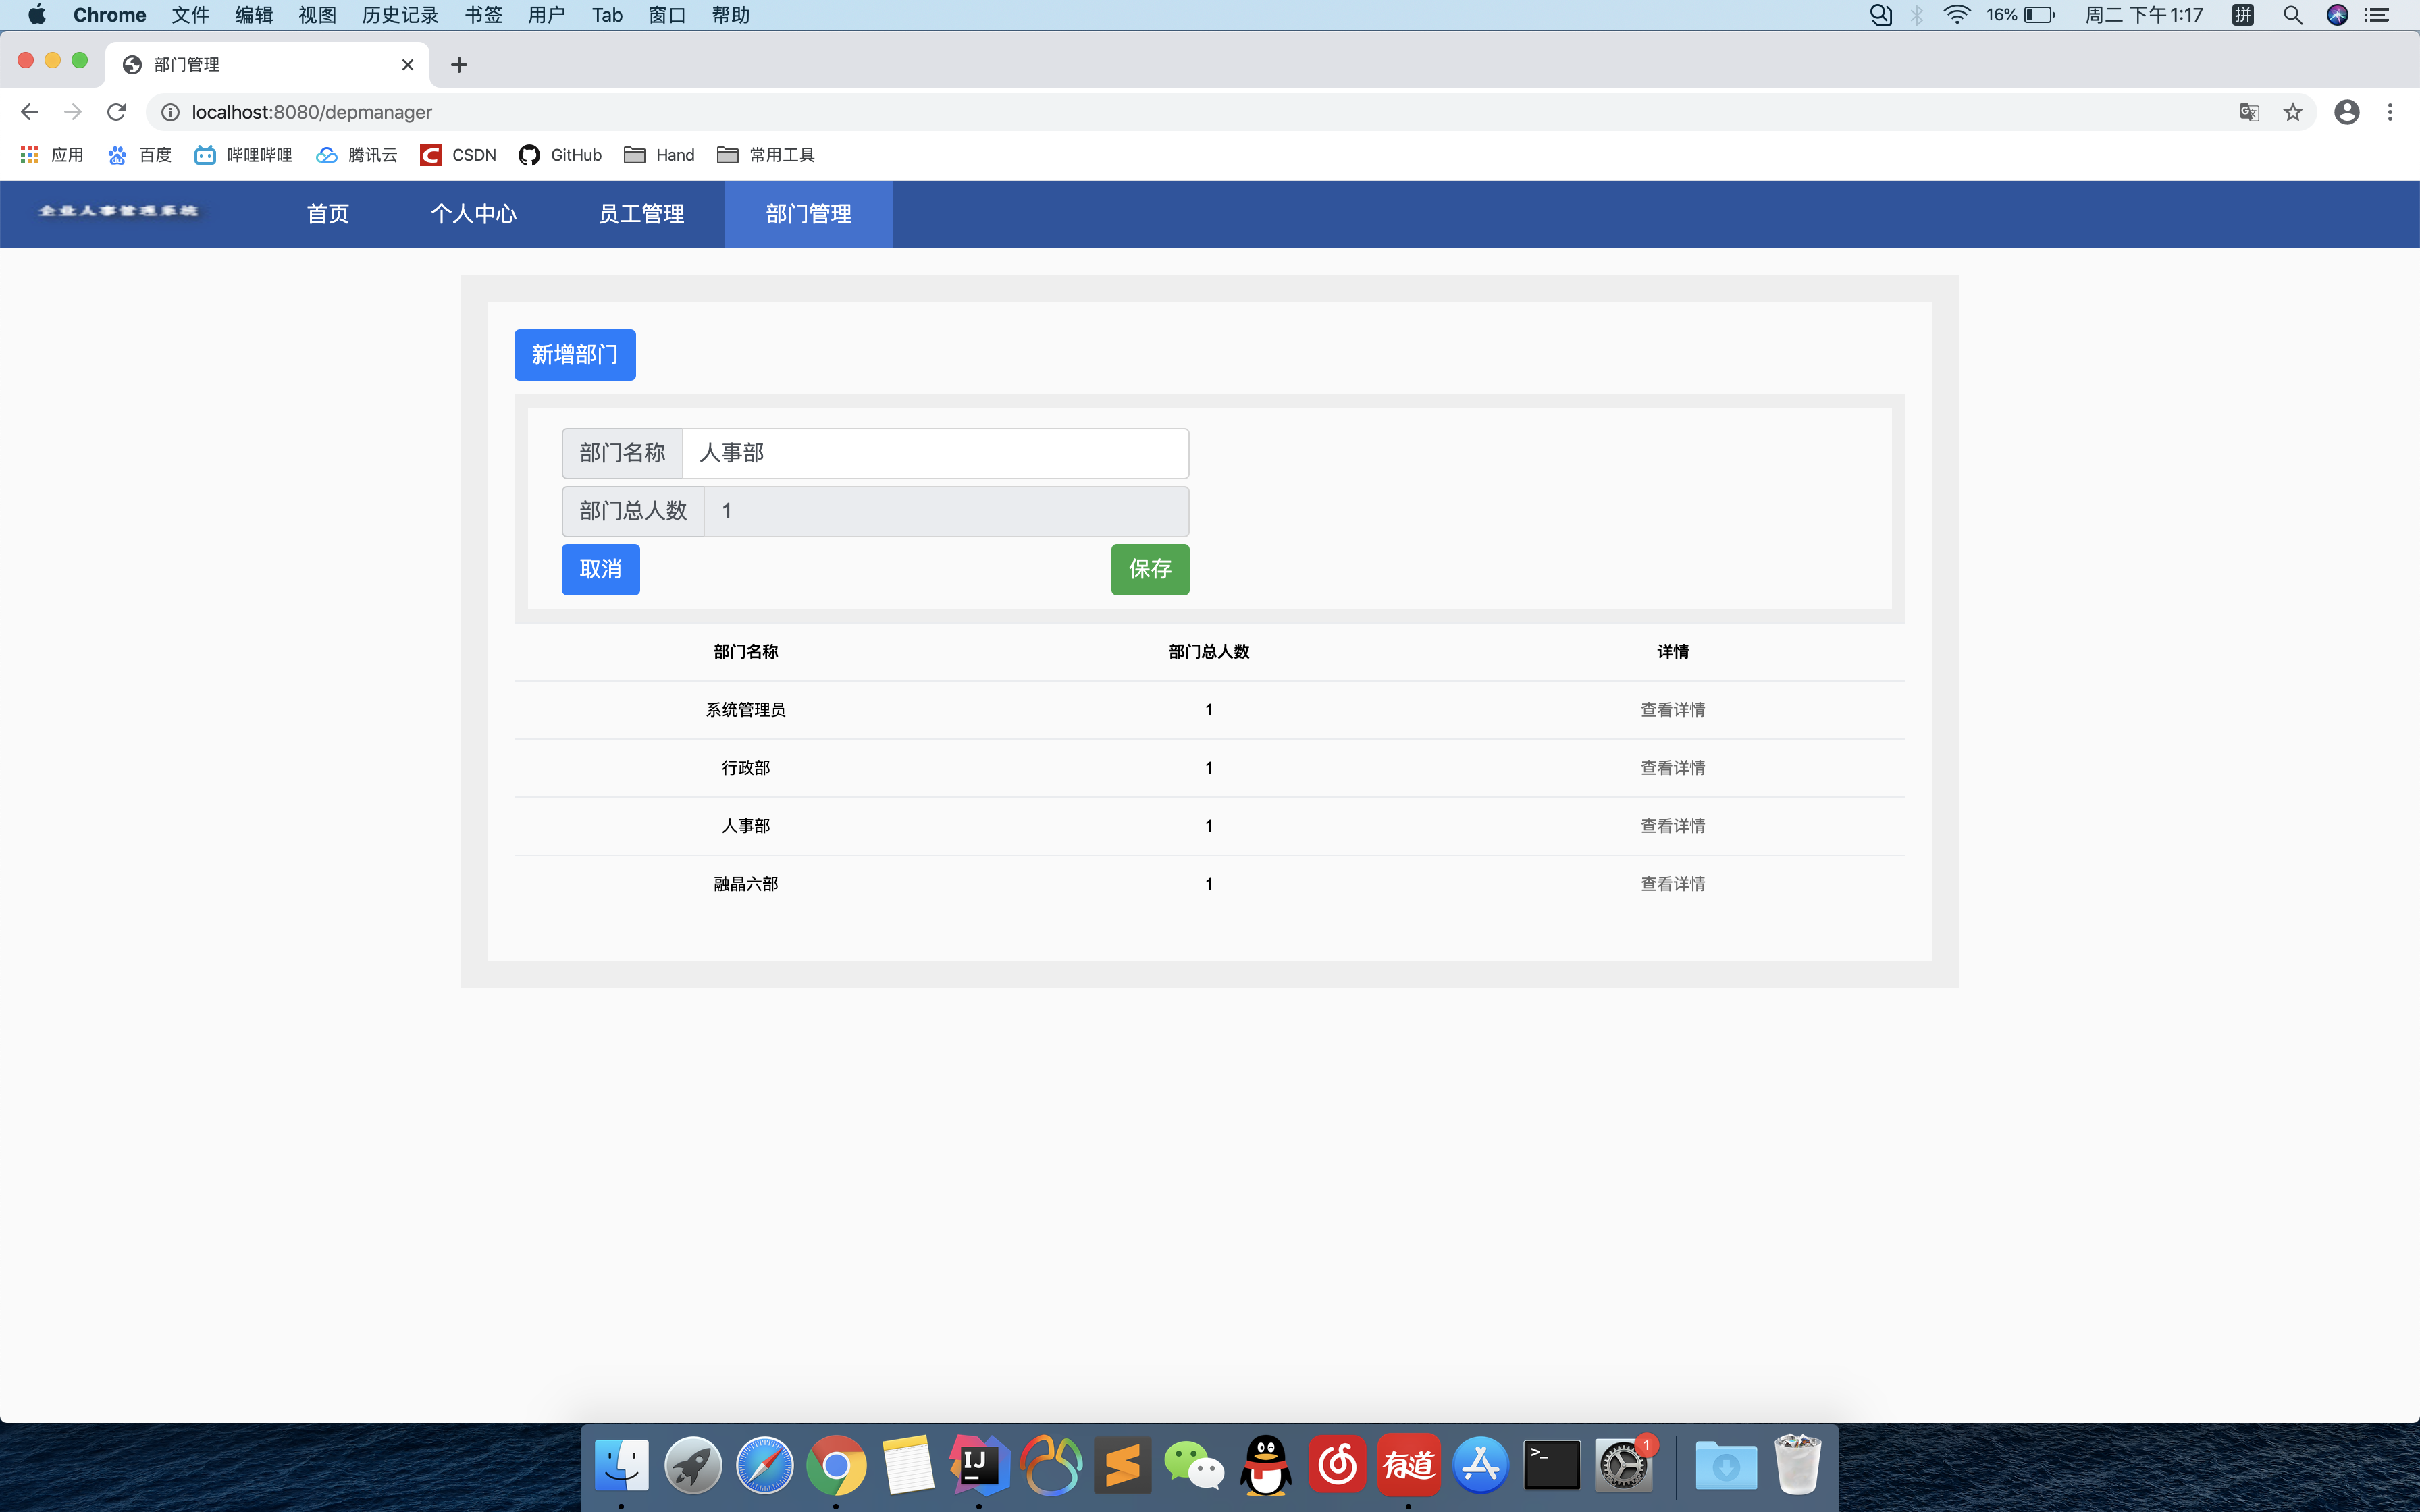 Chrome 文件 编辑 视图 历史记录 书签 用户 Tab 窗口 帮助 16% 周二 下午1:17 拼
部门管理
localhost:8080/depmanager
应用 百度 哔哩哔哩 腾讯云 CSDN GitHub Hand 常用工具
企业人事管理系统 首页 个人中心 员工管理 部门管理
新增部门
部门名称 人事部
部门总人数 1
取消 保存
部门名称 部门总人数 详情
系统管理员 1 查看详情
行政部 1 查看详情
人事部 1 查看详情
融晶六部 1 查看详情
IJ 有道 >_ 1